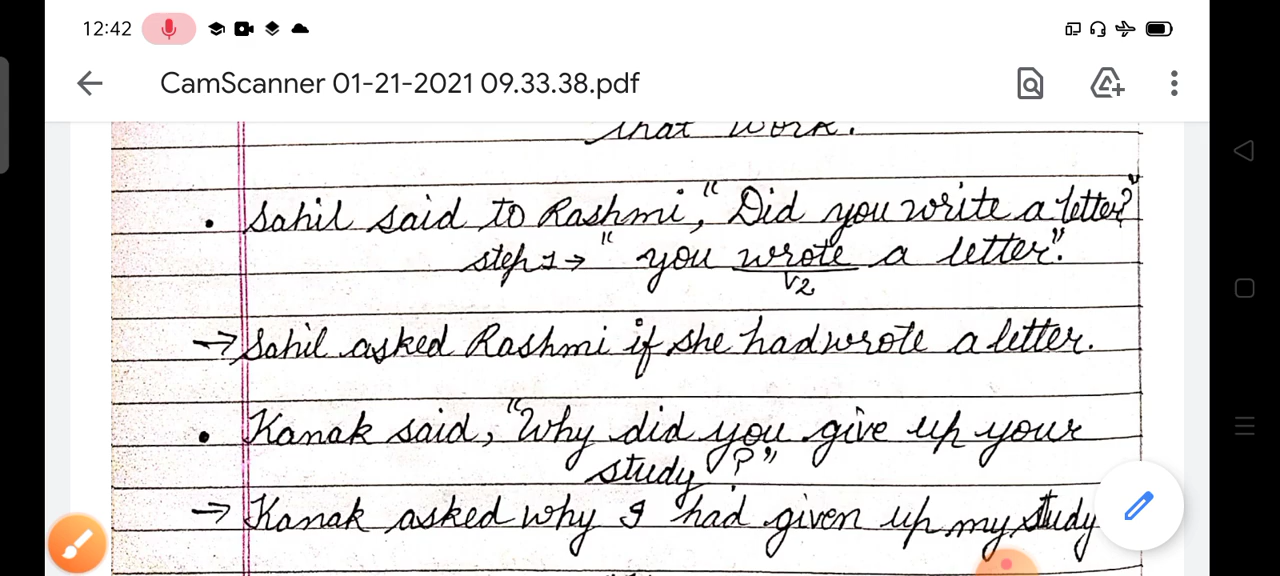 12:42
CamScanner 01-21-2021 09.33.38.pdf
that work.
• Sahil said to Rashmi, "Did you write a letter?"
step 1 → "you wrote a letter".
V2
→ Sahil asked Rashmi if she had wrote a letter.
• Kanak said, "Why did you give up your
study?"
→ Kanak asked why I had given up my study